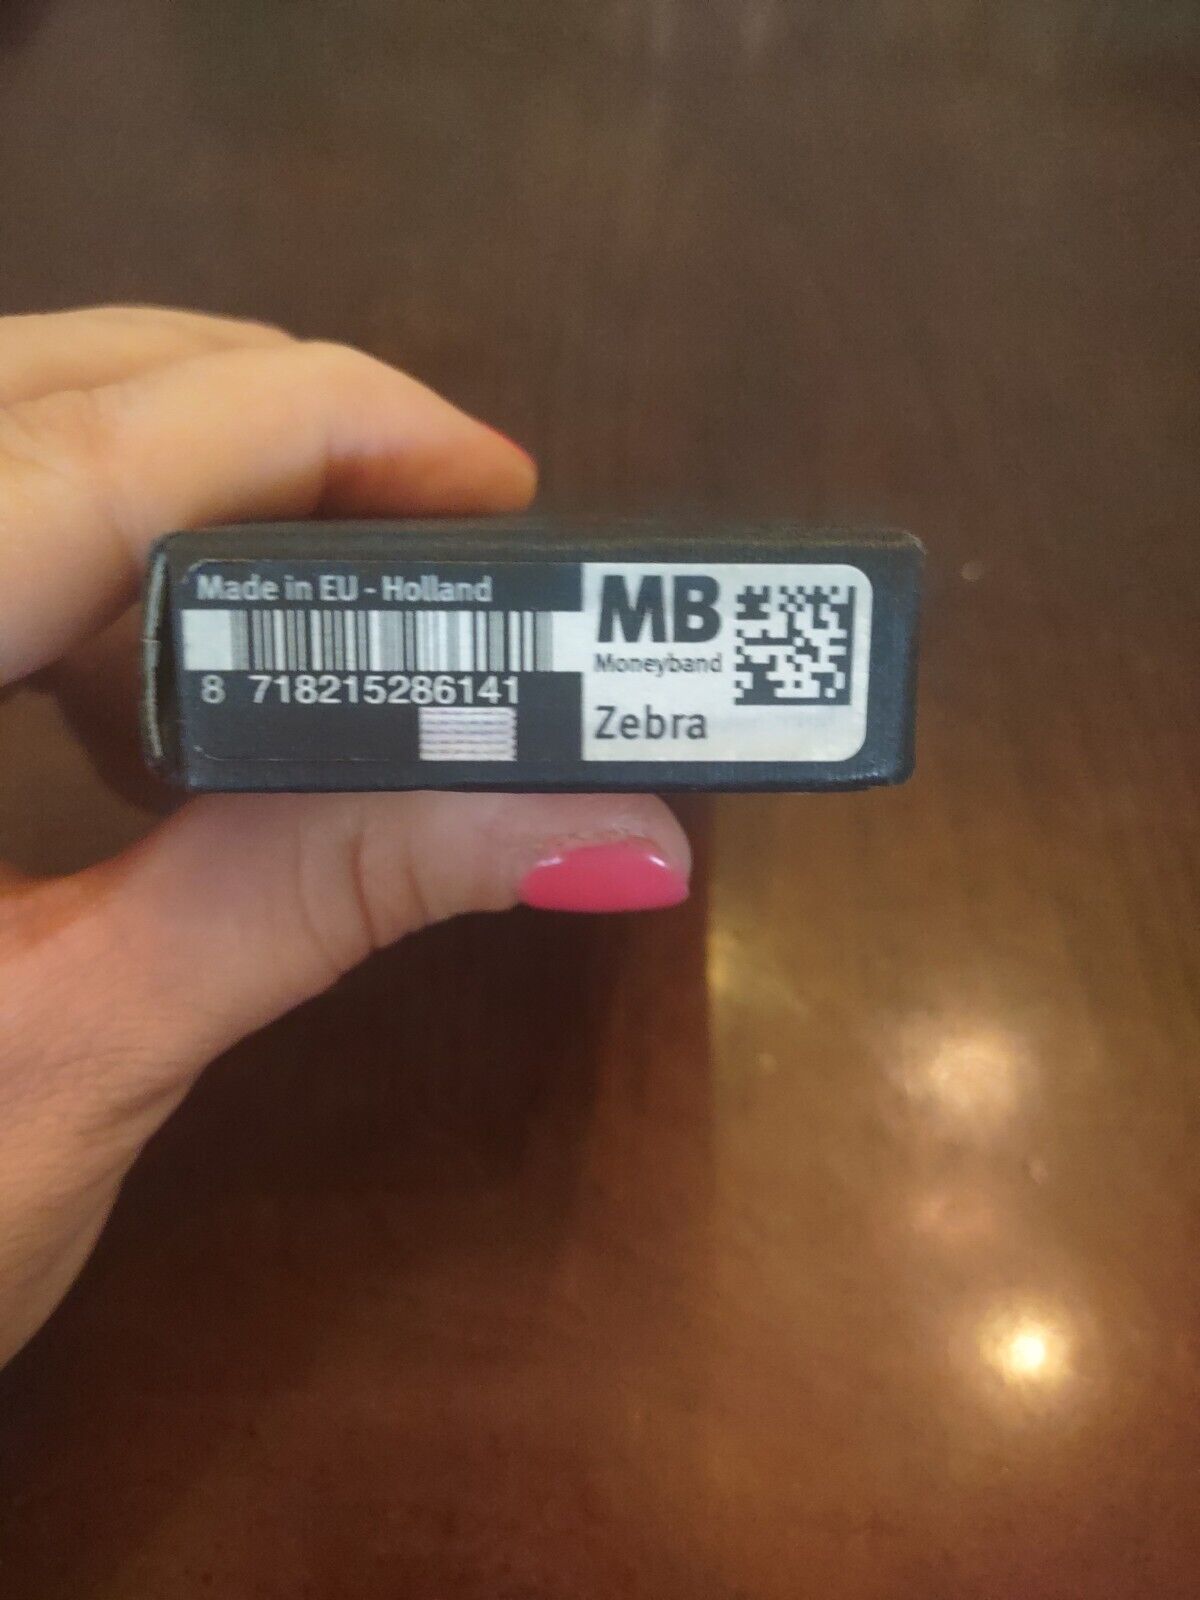 Made in EU - Holland
8 718215286141
MB
Moneyband
Zebra